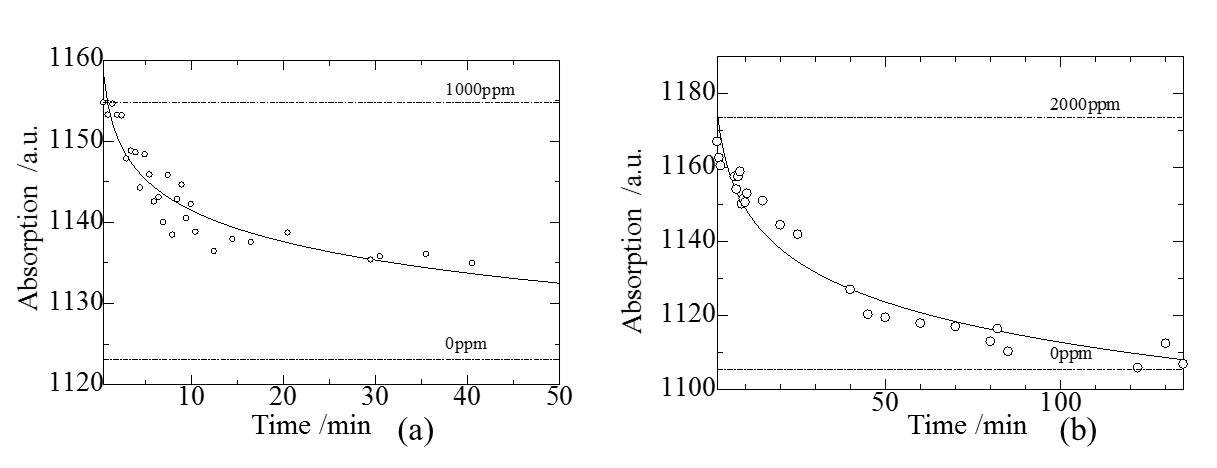 1160
1150
1140
1130
1120
1000ppm
0ppm
10
20
30
40
50
Absorption /a.u.
Time /min
(a)
1180
1160
1140
1120
1100
2000ppm
0ppm
50
100
Absorption /a.u.
Time /min
(b)